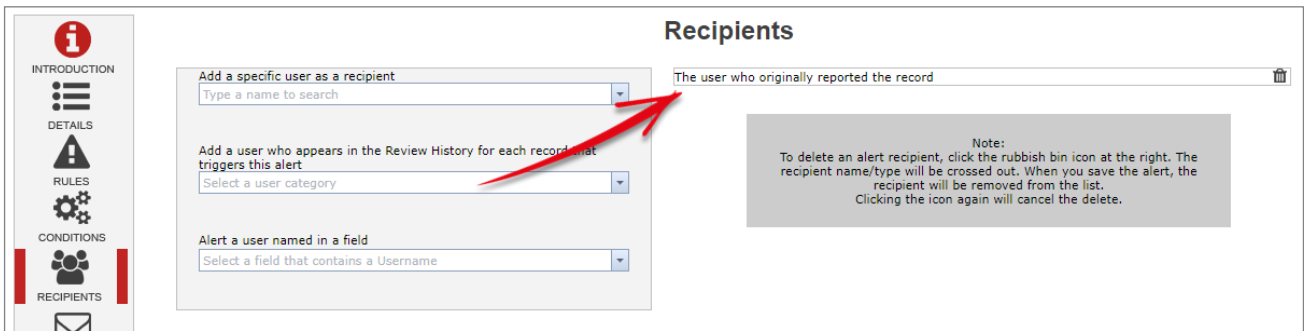 Recipients
INTRODUCTION
DETAILS
RULES
CONDITIONS
RECIPIENTS
Add a specific user as a recipient
Type a name to search
Add a user who appears in the Review History for each record that
triggers this alert
Select a user category
Alert a user named in a field
Select a field that contains a Username
The user who originally reported the record
Note:
To delete an alert recipient, click the rubbish bin icon at the right. The
recipient name/type will be crossed out. When you save the alert, the
recipient will be removed from the list.
Clicking the icon again will cancel the delete.